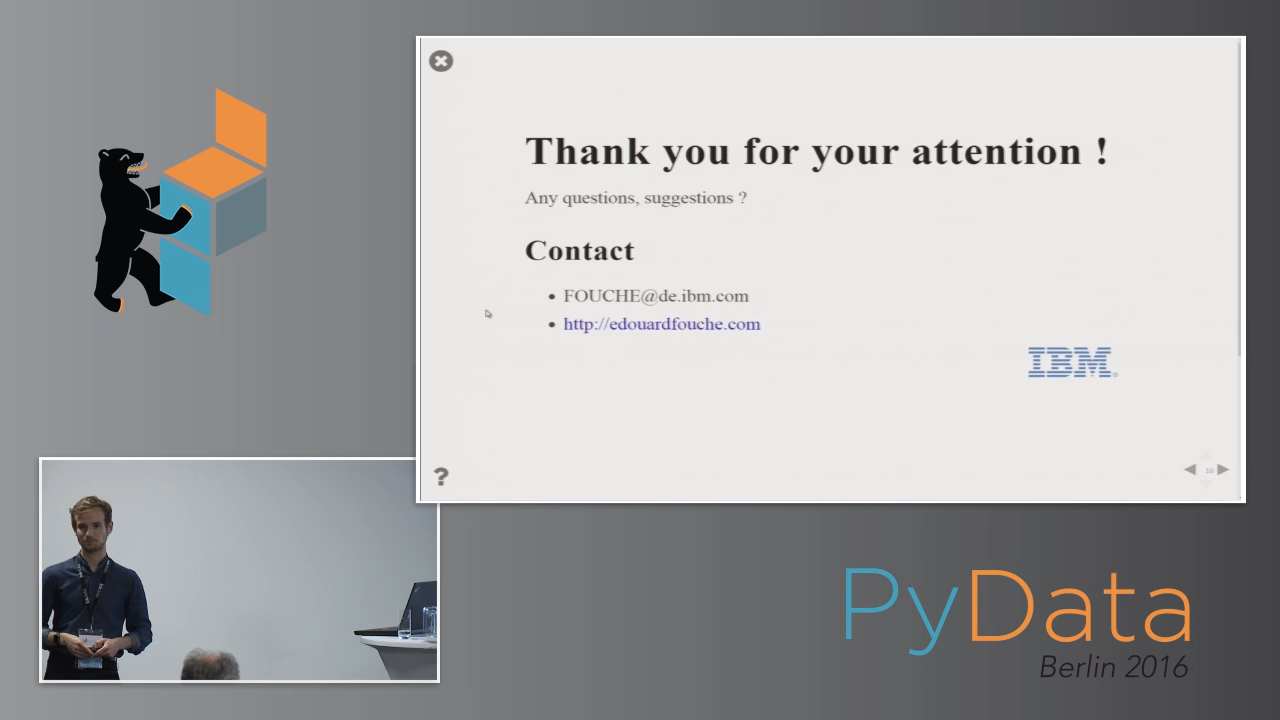 Thank you for your attention !
Any questions, suggestions ?
Contact
FOUCHE@de.ibm.com
http://edouardfouche.com
IBM
?
10
PyData
Berlin 2016